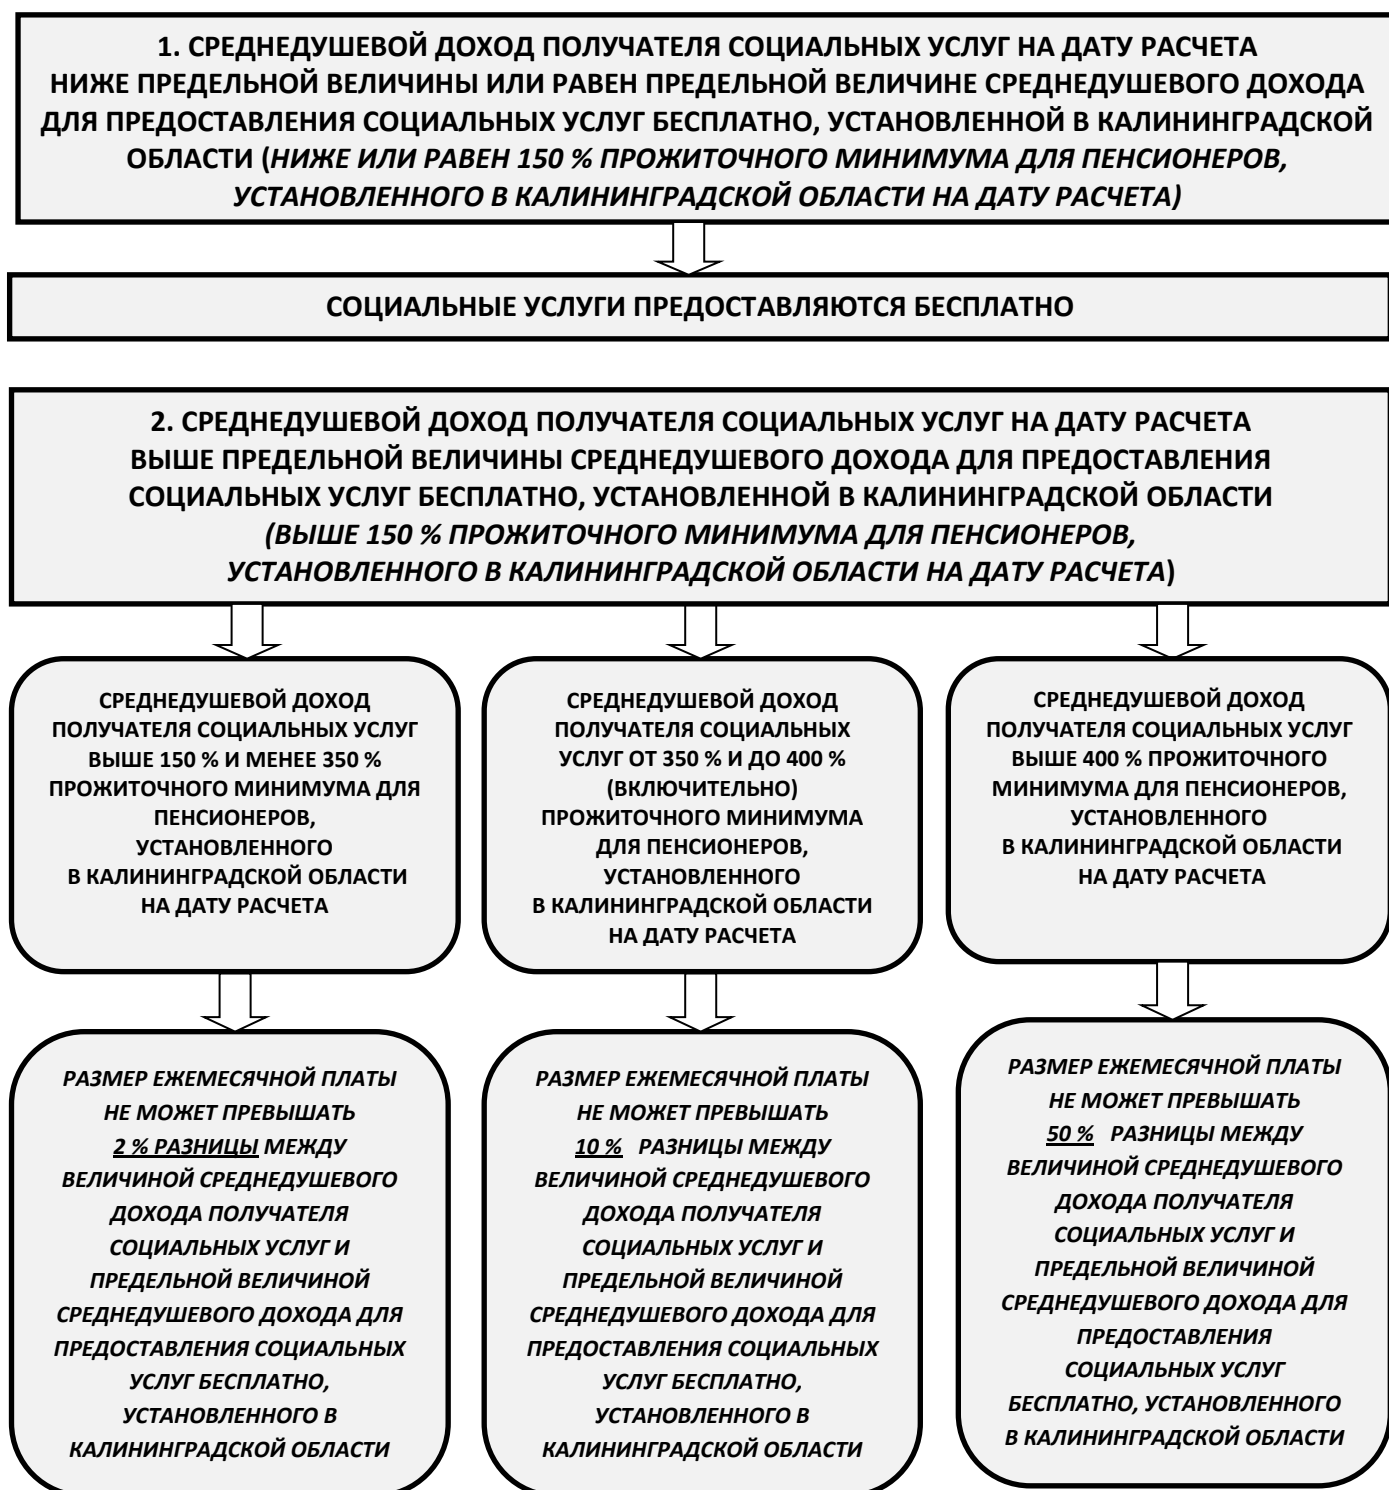 1. СРЕДНЕДУШЕВОЙ ДОХОД ПОЛУЧАТЕЛЯ СОЦИАЛЬНЫХ УСЛУГ НА ДАТУ РАСЧЕТА
НИЖЕ ПРЕДЕЛЬНОЙ ВЕЛИЧИНЫ ИЛИ РАВЕН ПРЕДЕЛЬНОЙ ВЕЛИЧИНЕ СРЕДНЕДУШЕВОГО ДОХОДА
ДЛЯ ПРЕДОСТАВЛЕНИЯ СОЦИАЛЬНЫХ УСЛУГ БЕСПЛАТНО, УСТАНОВЛЕННОЙ В КАЛИНИНГРАДСКОЙ
ОБЛАСТИ (НИЖЕ ИЛИ РАВЕН 150 % ПРОЖИТОЧНОГО МИНИМУМА ДЛЯ ПЕНСИОНЕРОВ,
УСТАНОВЛЕННОГО В КАЛИНИНГРАДСКОЙ ОБЛАСТИ НА ДАТУ РАСЧЕТА)
СОЦИАЛЬНЫЕ УСЛУГИ ПРЕДОСТАВЛЯЮТСЯ БЕСПЛАТНО
2. СРЕДНЕДУШЕВОЙ ДОХОД ПОЛУЧАТЕЛЯ СОЦИАЛЬНЫХ УСЛУГ НА ДАТУ РАСЧЕТА
ВЫШЕ ПРЕДЕЛЬНОЙ ВЕЛИЧИНЫ СРЕДНЕДУШЕВОГО ДОХОДА ДЛЯ ПРЕДОСТАВЛЕНИЯ
СОЦИАЛЬНЫХ УСЛУГ БЕСПЛАТНО, УСТАНОВЛЕННОЙ В КАЛИНИНГРАДСКОЙ ОБЛАСТИ
(ВЫШЕ 150 % ПРОЖИТОЧНОГО МИНИМУМА ДЛЯ ПЕНСИОНЕРОВ,
УСТАНОВЛЕННОГО В КАЛИНИНГРАДСКОЙ ОБЛАСТИ НА ДАТУ РАСЧЕТА)
СРЕДНЕДУШЕВОЙ ДОХОД
ПОЛУЧАТЕЛЯ СОЦИАЛЬНЫХ УСЛУГ
ВЫШЕ 150 % И МЕНЕЕ 350 %
ПРОЖИТОЧНОГО МИНИМУМА ДЛЯ
ПЕНСИОНЕРОВ,
УСТАНОВЛЕННОГО
В КАЛИНИНГРАДСКОЙ ОБЛАСТИ
НА ДАТУ РАСЧЕТА
СРЕДНЕДУШЕВОЙ ДОХОД
ПОЛУЧАТЕЛЯ СОЦИАЛЬНЫХ
УСЛУГ ОТ 350 % И ДО 400 %
(ВКЛЮЧИТЕЛЬНО)
ПРОЖИТОЧНОГО МИНИМУМА
ДЛЯ ПЕНСИОНЕРОВ,
УСТАНОВЛЕННОГО
В КАЛИНИНГРАДСКОЙ ОБЛАСТИ
НА ДАТУ РАСЧЕТА
СРЕДНЕДУШЕВОЙ ДОХОД
ПОЛУЧАТЕЛЯ СОЦИАЛЬНЫХ УСЛУГ
ВЫШЕ 400 % ПРОЖИТОЧНОГО
МИНИМУМА ДЛЯ ПЕНСИОНЕРОВ,
УСТАНОВЛЕННОГО
В КАЛИНИНГРАДСКОЙ ОБЛАСТИ
НА ДАТУ РАСЧЕТА
РАЗМЕР ЕЖЕМЕСЯЧНОЙ ПЛАТЫ
НЕ МОЖЕТ ПРЕВЫШАТЬ
2 % РАЗНИЦЫ МЕЖДУ
ВЕЛИЧИНОЙ СРЕДНЕДУШЕВОГО
ДОХОДА ПОЛУЧАТЕЛЯ
СОЦИАЛЬНЫХ УСЛУГ И
ПРЕДЕЛЬНОЙ ВЕЛИЧИНОЙ
СРЕДНЕДУШЕВОГО ДОХОДА ДЛЯ
ПРЕДОСТАВЛЕНИЯ СОЦИАЛЬНЫХ
УСЛУГ БЕСПЛАТНО,
УСТАНОВЛЕННОГО В
КАЛИНИНГРАДСКОЙ ОБЛАСТИ
РАЗМЕР ЕЖЕМЕСЯЧНОЙ ПЛАТЫ
НЕ МОЖЕТ ПРЕВЫШАТЬ
10 % РАЗНИЦЫ МЕЖДУ
ВЕЛИЧИНОЙ СРЕДНЕДУШЕВОГО
ДОХОДА ПОЛУЧАТЕЛЯ
СОЦИАЛЬНЫХ УСЛУГ И
ПРЕДЕЛЬНОЙ ВЕЛИЧИНОЙ
СРЕДНЕДУШЕВОГО ДОХОДА ДЛЯ
ПРЕДОСТАВЛЕНИЯ СОЦИАЛЬНЫХ
УСЛУГ БЕСПЛАТНО,
УСТАНОВЛЕННОГО В
КАЛИНИНГРАДСКОЙ ОБЛАСТИ
РАЗМЕР ЕЖЕМЕСЯЧНОЙ ПЛАТЫ
НЕ МОЖЕТ ПРЕВЫШАТЬ
50 % РАЗНИЦЫ МЕЖДУ
ВЕЛИЧИНОЙ СРЕДНЕДУШЕВОГО
ДОХОДА ПОЛУЧАТЕЛЯ
СОЦИАЛЬНЫХ УСЛУГ И
ПРЕДЕЛЬНОЙ ВЕЛИЧИНОЙ
СРЕДНЕДУШЕВОГО ДОХОДА ДЛЯ
ПРЕДОСТАВЛЕНИЯ
СОЦИАЛЬНЫХ УСЛУГ
БЕСПЛАТНО, УСТАНОВЛЕННОГО
В КАЛИНИНГРАДСКОЙ ОБЛАСТИ